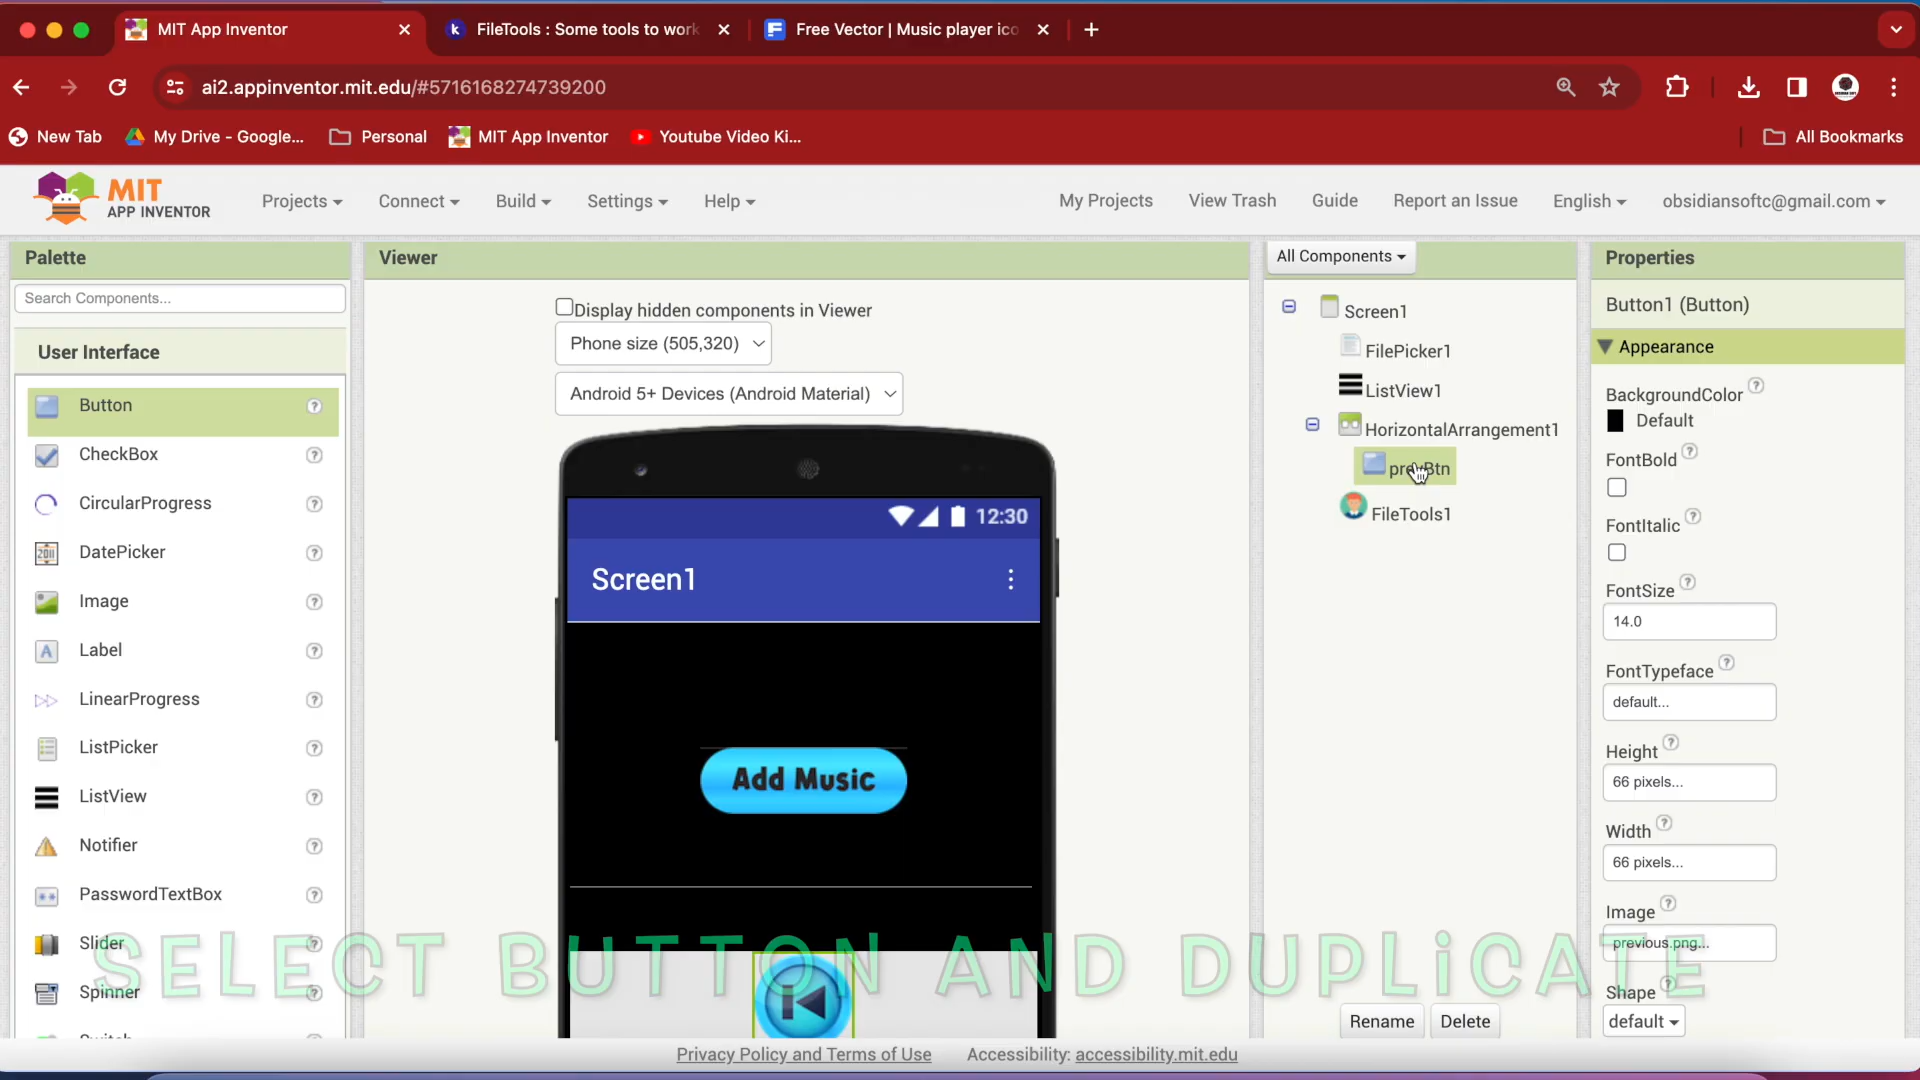 MIT App Inventor
FileTools : Some tools to work
Free Vector | Music player ico
ai2.appinventor.mit.edu/#5716168274739200
New Tab
My Drive - Google...
Personal
MIT App Inventor
Youtube Video Ki...
All Bookmarks
MIT
APP INVENTOR
Projects
Connect
Build
Settings
Help
My Projects
View Trash
Guide
Report an Issue
English
obsidiansoftc@gmail.com
Palette
Viewer
All Components
Properties
Search Components...
User Interface
Button
CheckBox
CircularProgress
DatePicker
Image
Label
LinearProgress
ListPicker
ListView
Notifier
PasswordTextBox
Slider
Spinner
Display hidden components in Viewer
Phone size (505,320)
Android 5+ Devices (Android Material)
12:30
Screen1
Add Music
Screen1
FilePicker1
ListView1
HorizontalArrangement1
FileTools1
Rename
Delete
Button1 (Button)
Appearance
BackgroundColor
Default
FontBold
FontItalic
FontSize
14.0
FontTypeface
default...
Height
66 pixels...
Width
66 pixels...
Image
previous.png...
Shape
default
SELECT BUTTON AND DUPLiCATE
Privacy Policy and Terms of Use
Accessibility: accessibility.mit.edu